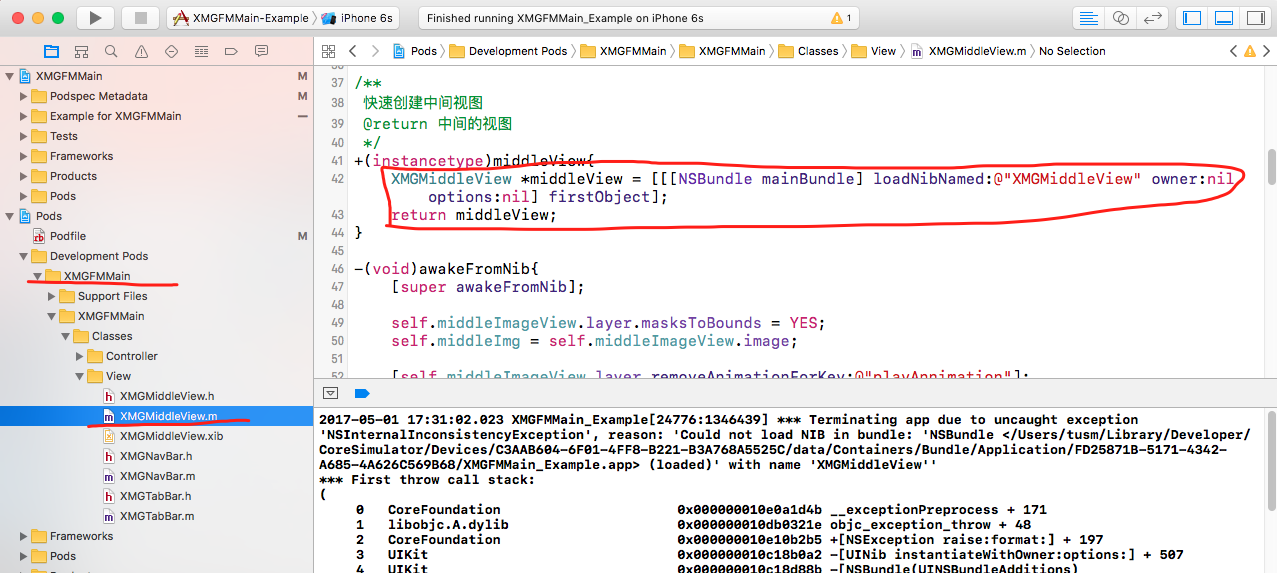 XMGFMMain-Example
iPhone 6s
Finished running XMGFMMain_Example on iPhone 6s
1
Pods
Development Pods
XMGFMMain
XMGFMMain
Classes
View
XMGMiddleView.m
No Selection
XMGFMMain M
Podspec Metadata M
Example for XMGFMMain
Tests
Frameworks
Products
Pods
Pods
Podfile M
Development Pods
XMGFMMain
Support Files
XMGFMMain
Classes
Controller
View
XMGMiddleView.h
XMGMiddleView.m
XMGMiddleView.xib
XMGNavBar.h
XMGNavBar.m
XMGTabBar.h
XMGTabBar.m
Frameworks
Pods
37 /**
38 快速创建中间视图
39 @return 中间的视图
40 */
41 +(instancetype)middleView{
42 XMGMiddleView *middleView = [[[NSBundle mainBundle] loadNibNamed:@"XMGMiddleView" owner:nil
options:nil] firstObject];
43 return middleView;
44 }
45
46 -(void)awakeFromNib{
47 [super awakeFromNib];
48
49 self.middleImageView.layer.masksToBounds = YES;
50 self.middleImg = self.middleImageView.image;
51
52 [self.middleImageView.layer removeAnimationForKey:@"playAnnimation"];
2017-05-01 17:31:02.023 XMGFMMain_Example[24776:1346439] *** Terminating app due to uncaught exception
'NSInternalInconsistencyException', reason: 'Could not load NIB in bundle: 'NSBundle </Users/tusm/Library/Developer/
CoreSimulator/Devices/C3AAB604-6F01-4FF8-B221-B3A768A5525C/data/Containers/Bundle/Application/FD25871B-5171-4342-
A685-4A626C569B68/XMGFMMain_Example.app> (loaded)' with name 'XMGMiddleView''
*** First throw call stack:
(
0 CoreFoundation 0x000000010e0a1d4b __exceptionPreprocess + 171
1 libobjc.A.dylib 0x000000010db0321e objc_exception_throw + 48
2 CoreFoundation 0x000000010e10b2b5 +[NSException raise:format:] + 197
3 UIKit 0x000000010c18b0a2 -[UINib instantiateWithOwner:options:] + 507
4 UIKit 0x000000010c18d88b -[NSBundle(UINSBundleAdditions)